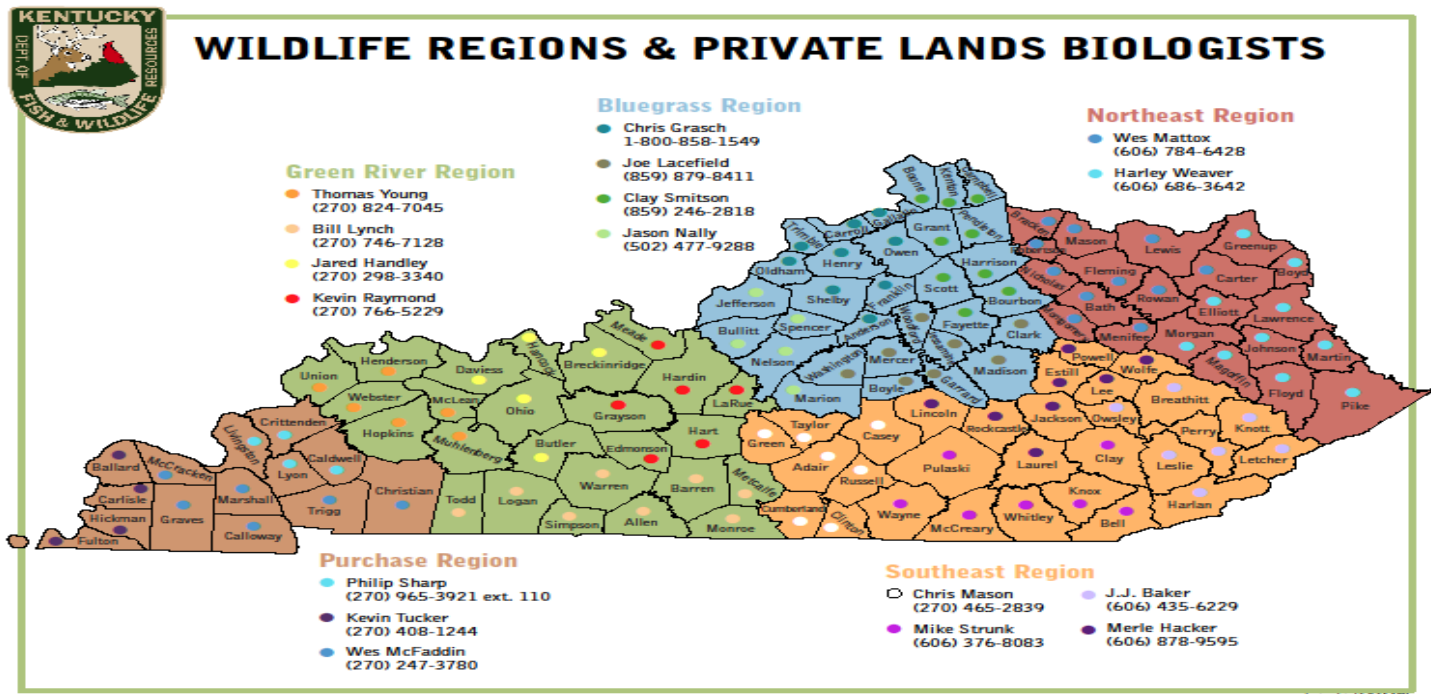 KENTUCKY
DEPT. OF
FISH & WILDLIFE
RESOURCES
WILDLIFE REGIONS & PRIVATE LANDS BIOLOGISTS
Bluegrass Region
Chris Grasch
1-800-858-1549
Joe Lacefield
(859) 879-8411
Clay Smitson
(859) 246-2818
Jason Nally
(502) 477-9288
Northeast Region
Wes Mattox
(606) 784-6428
Harley Weaver
(606) 686-3642
Green River Region
Thomas Young
(270) 824-7045
Bill Lynch
(270) 746-7128
Jared Handley
(270) 298-3340
Kevin Raymond
(270) 766-5229
Boone
Kenton
Campbell
Gallatin
Carroll
Trimble
Grant
Pendleton
Owen
Henry
Oldham
Harrison
Franklin
Scott
Shelby
Jefferson
Bourbon
Bullitt
Spencer
Anderson
Woodford
Fayette
Clark
Nelson
Washington
Mercer
Madison
Boyle
Garrard
Marion
Bracken
Mason
Lewis
Greenup
Boyd
Fleming
Carter
Nicholas
Rowan
Bath
Elliott
Lawrence
Menifee
Morgan
Johnson
Martin
Magoffin
Floyd
Pike
Meade
Hancock
Breckinridge
Henderson
Daviess
Union
Hardin
Webster
McLean
Ohio
LaRue
Grayson
Hopkins
Muhlenberg
Butler
Hart
Edmonson
Warren
Barren
Metcalfe
Todd
Logan
Simpson
Allen
Monroe
Crittenden
Livingston
Caldwell
Lyon
Ballard
McCracken
Carlisle
Marshall
Christian
Trigg
Hickman
Graves
Calloway
Fulton
Powell
Wolfe
Estill
Lee
Breathitt
Lincoln
Rockcastle
Jackson
Owsley
Perry
Knott
Taylor
Green
Casey
Adair
Pulaski
Laurel
Clay
Leslie
Letcher
Russell
Knox
Harlan
Cumberland
Clinton
Wayne
McCreary
Whitley
Bell
Purchase Region
Philip Sharp
(270) 965-3921 ext. 110
Kevin Tucker
(270) 408-1244
Wes McFaddin
(270) 247-3780
Southeast Region
Chris Mason
(270) 465-2839
Mike Strunk
(606) 376-8083
J.J. Baker
(606) 435-6229
Merle Hacker
(606) 878-9595